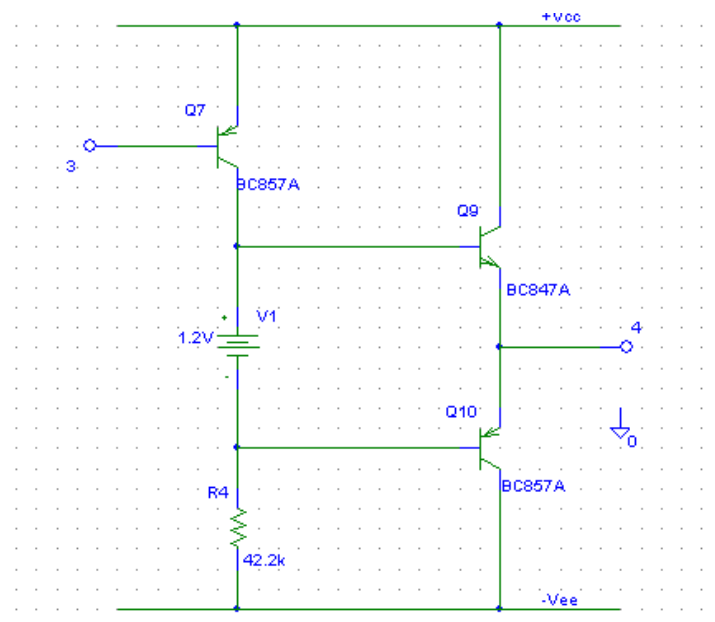 +Vcc
Q7
3
BC857A
Q9
BC847A
V1
1.2V
4
Q10
0
BC857A
R4
42.2k
-Vee